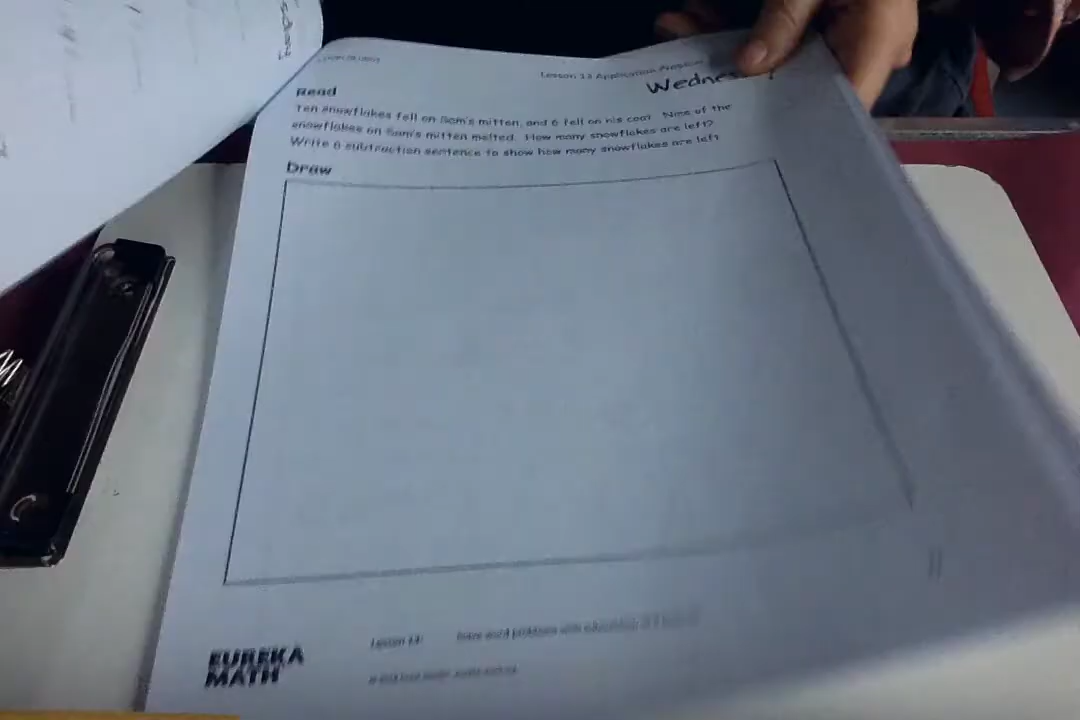 Lesson 13 Application Problem
Wednes
Read
Ten snowflakes fell on Sam's mitten, and 6 fell on his coat. Nine of the
snowflakes on Sam's mitten melted. How many snowflakes are left?
Write a subtraction sentence to show how many snowflakes are left.
Draw
EUREKA
MATH
Lesson 13: